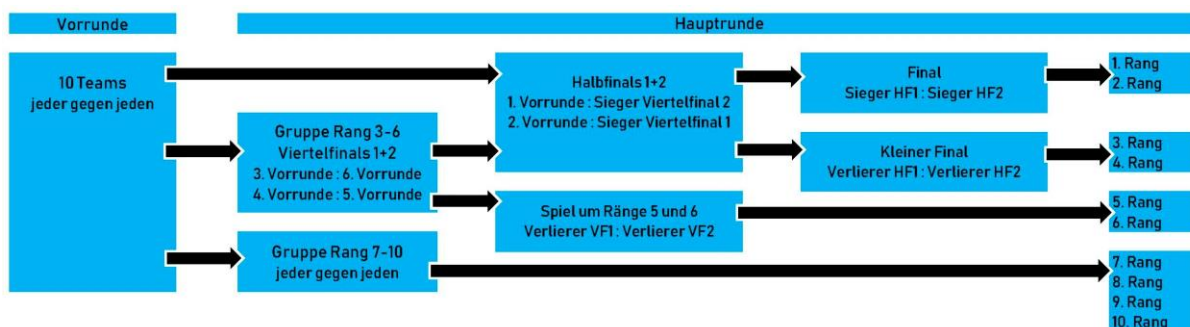 Vorrunde
Hauptrunde
10 Teams
jeder gegen jeden
Gruppe Rang 3-6
Viertelfinals 1+2
3. Vorrunde : 6. Vorrunde
4. Vorrunde : 5. Vorrunde
Gruppe Rang 7-10
jeder gegen jeden
Halbfinals 1+2
1. Vorrunde : Sieger Viertelfinal 2
2. Vorrunde : Sieger Viertelfinal 1
Spiel um Ränge 5 und 6
Verlierer VF1 : Verlierer VF2
Final
Sieger HF1 : Sieger HF2
Kleiner Final
Verlierer HF1 : Verlierer HF2
1. Rang
2. Rang
3. Rang
4. Rang
5. Rang
6. Rang
7. Rang
8. Rang
9. Rang
10. Rang